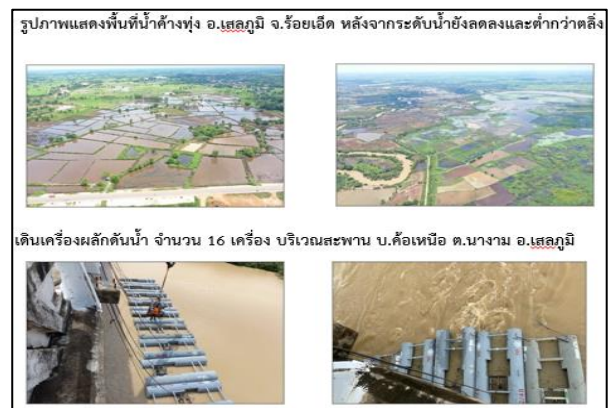 รูปภาพแสดงพื้นที่น้ำค้างทุ่ง อ.เสลภูมิ จ.ร้อยเอ็ด หลังจากระดับน้ำยังลดลงและต่ำกว่าตลิ่ง
เดินเครื่องผลักดันน้ำ จำนวน 16 เครื่อง บริเวณสะพาน บ.ค้อเหนือ ต.นางาม อ.เสลภูมิ